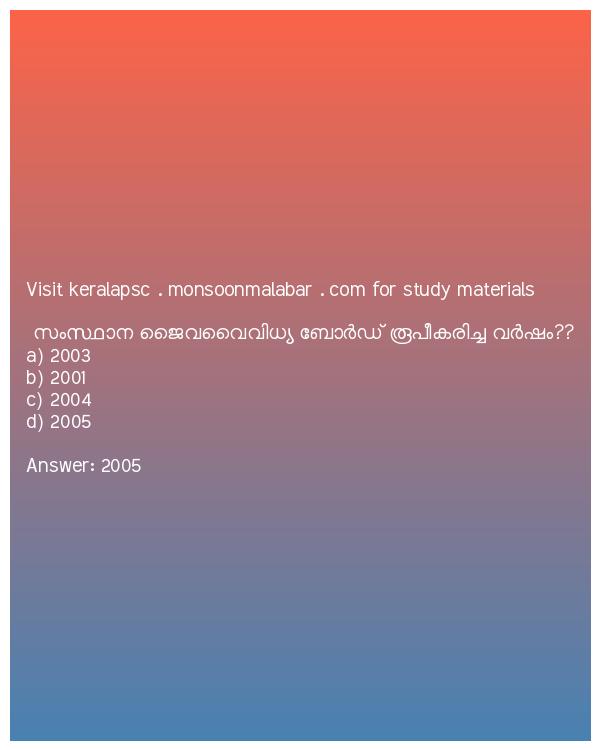 Visit keralapsc . monsoonmalabar . com for study materials
സംസ്ഥാന ജൈവവൈവിധ്യ ബോർഡ് രൂപീകരിച്ച വർഷം??
a) 2003
b) 2001
c) 2004
d) 2005
Answer: 2005